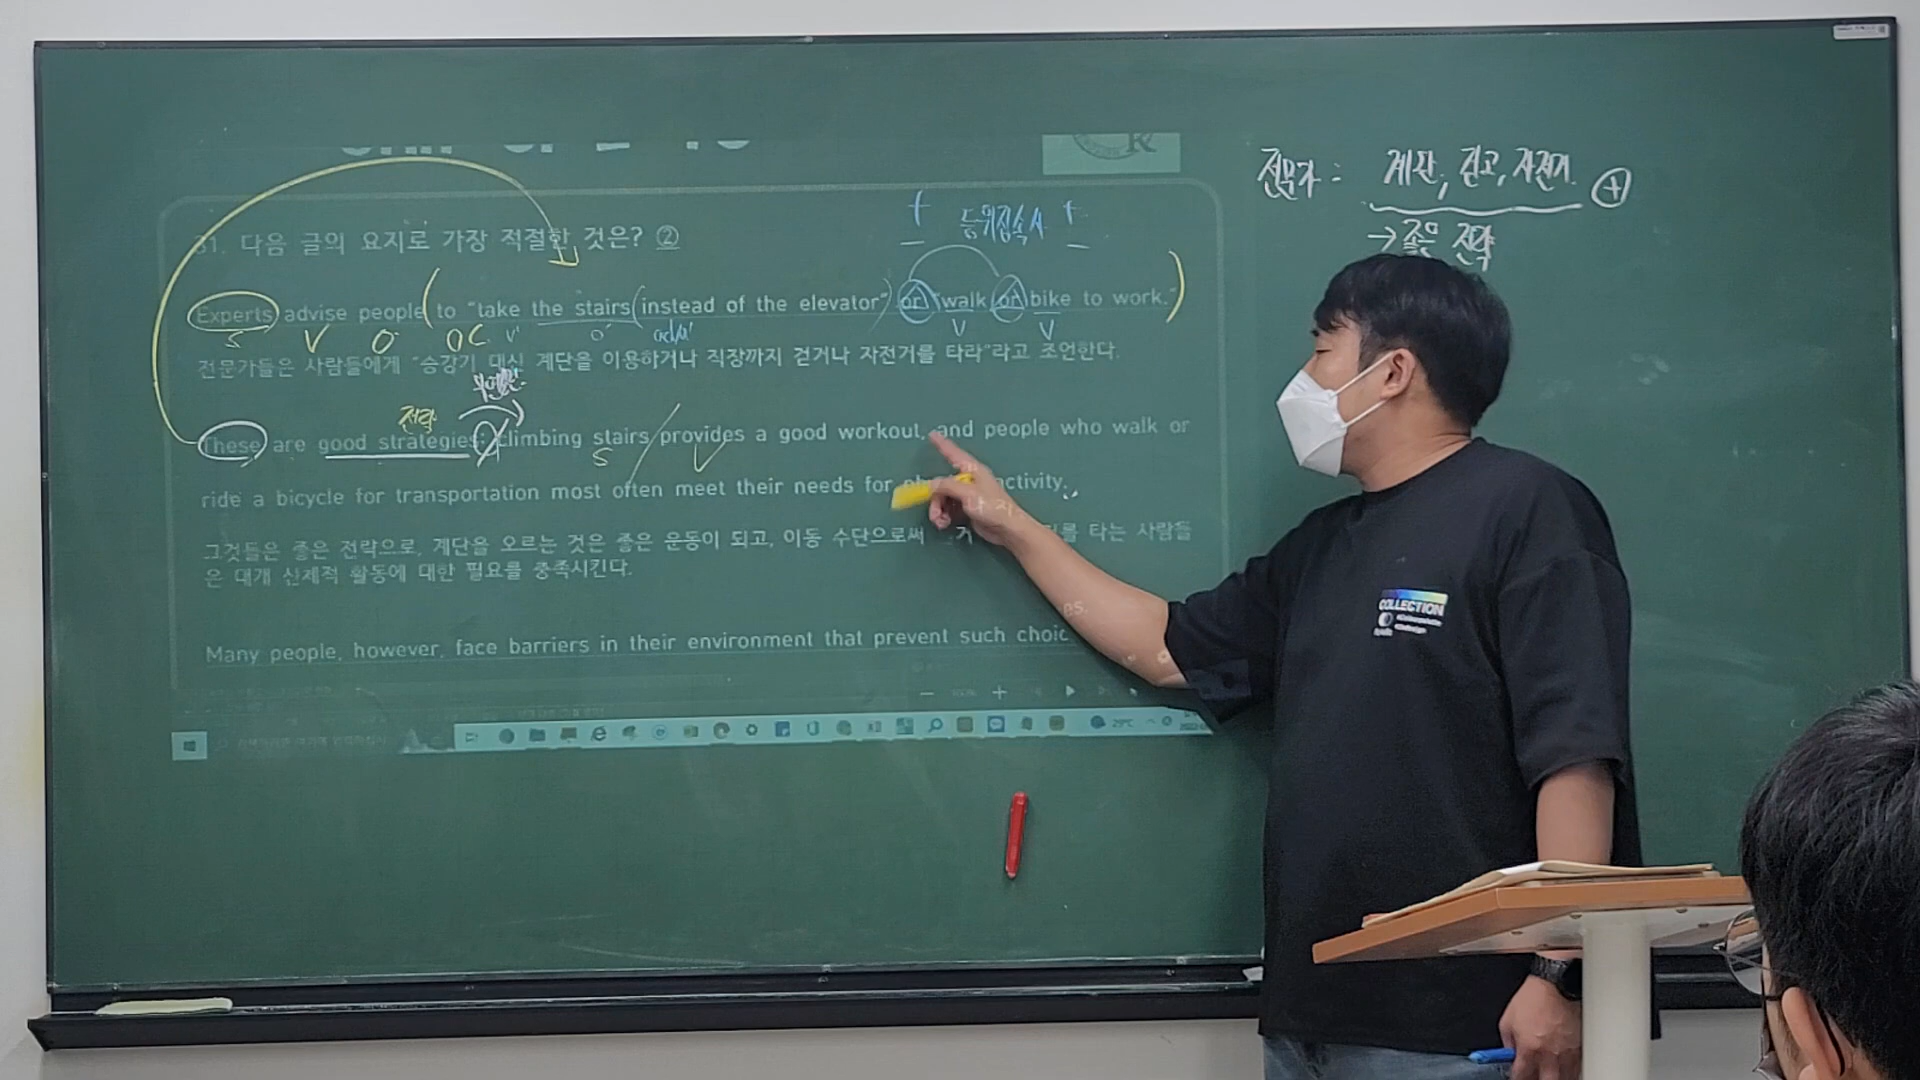 전문가 : 계단, 걷고, 자전거 +
→ 좋은 전략
31. 다음 글의 요지로 가장 적절한 것은? ②
+ 등위접속사 +
Experts advise people to "take the stairs instead of the elevator" or "walk or bike to work."
S V O OC V' O' V V
전문가들은 사람들에게 "승강기 대신 계단을 이용하거나 직장까지 걷거나 자전거를 타라"라고 조언한다.
전략
These are good strategies: climbing stairs provides a good workout, and people who walk or
S V
ride a bicycle for transportation most often meet their needs for activity.
그것들은 좋은 전략으로, 계단을 오르는 것은 좋은 운동이 되고, 이동 수단으로써 타는 사람들
은 대개 신체적 활동에 대한 필요를 충족시킨다.
Many people, however, face barriers in their environment that prevent such
29°C
COLLECTION